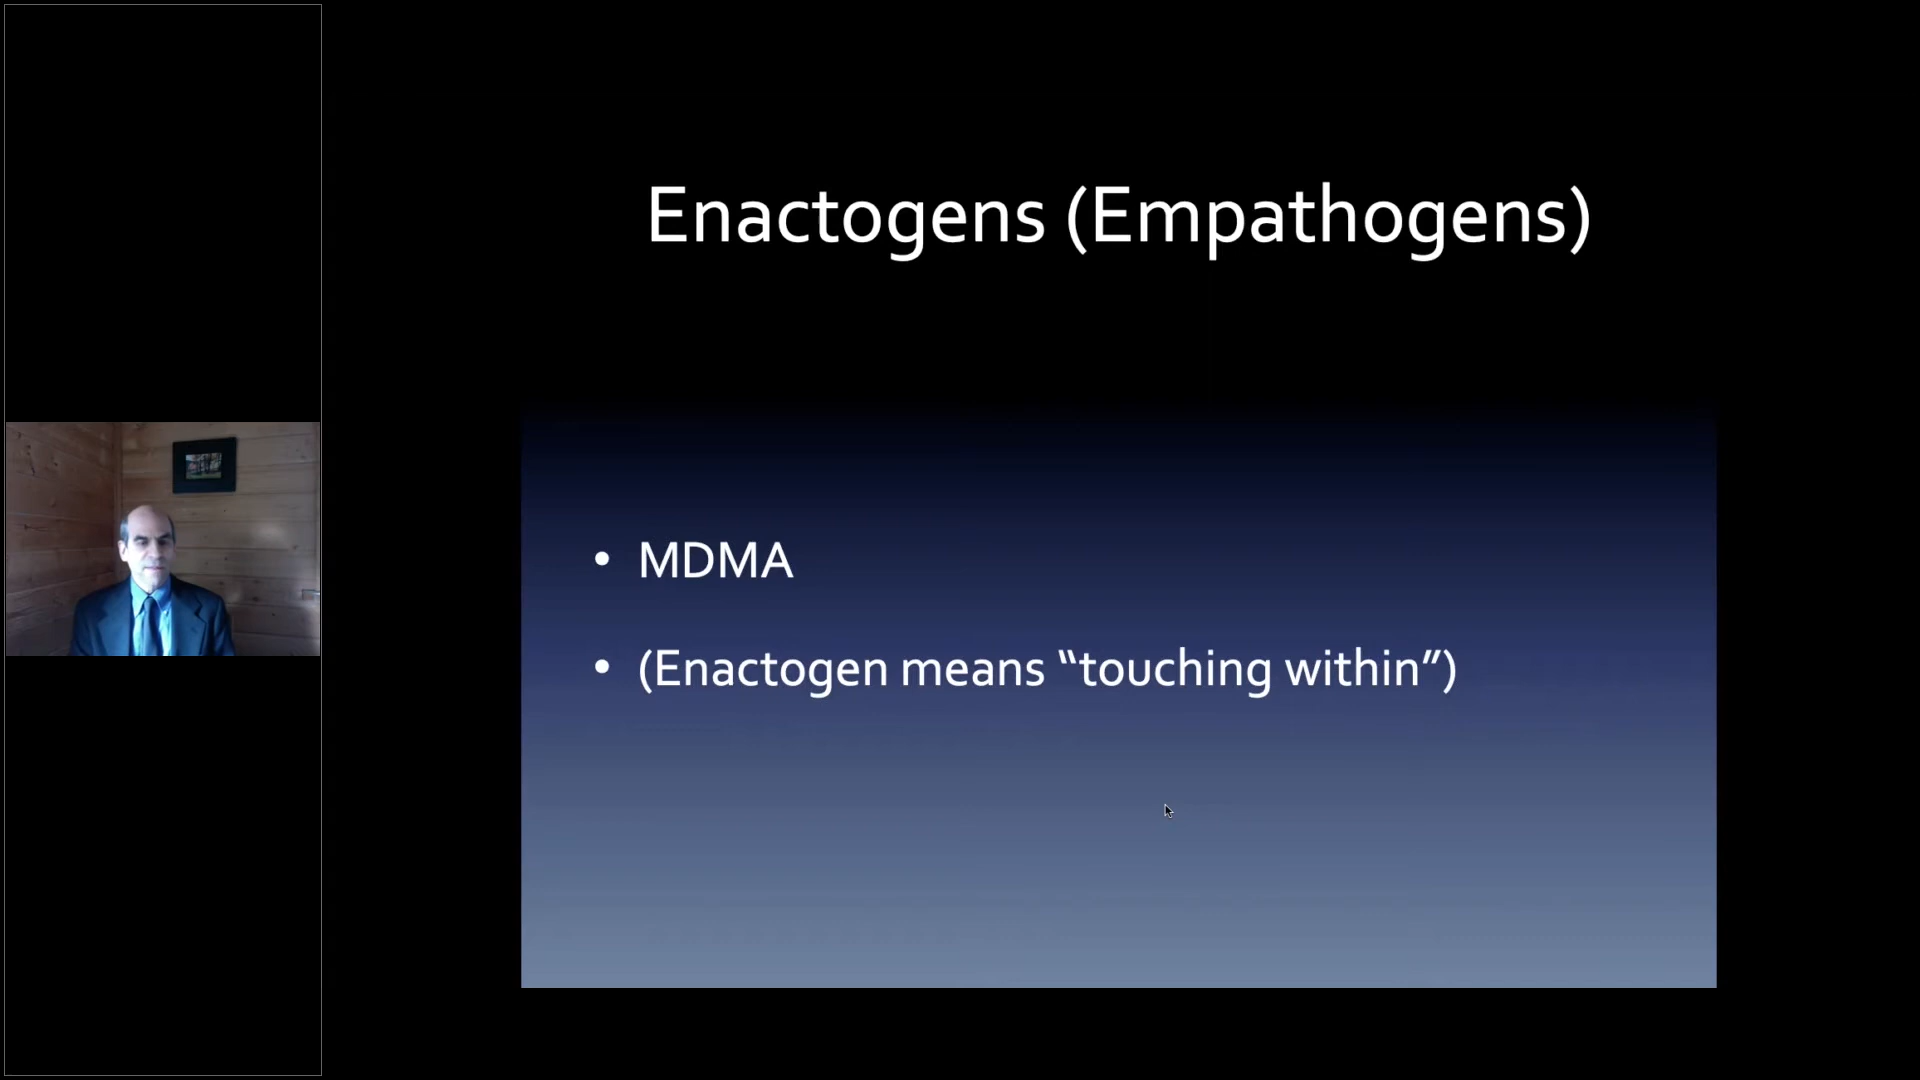 Enactogens (Empathogens)
• MDMA
• (Enactogen means “touching within”)